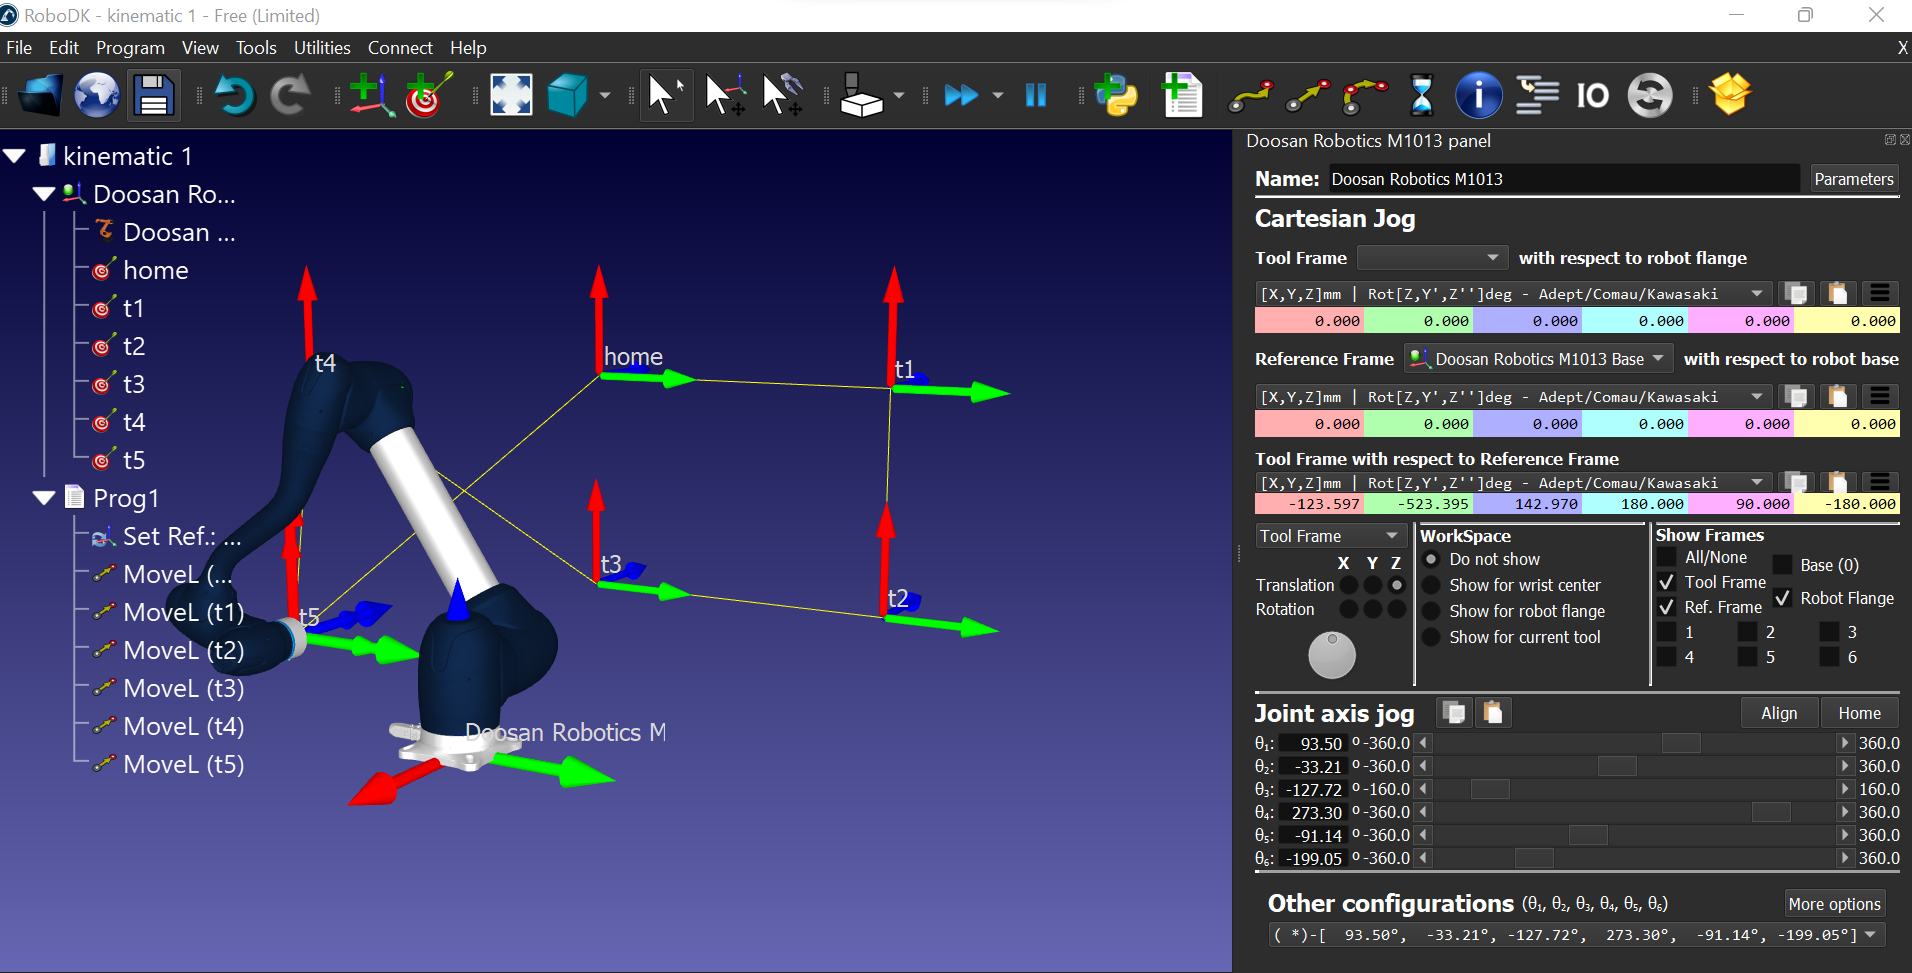 RoboDK - kinematic 1 - Free (Limited)
File Edit Program View Tools Utilities Connect Help X
IO
kinematic 1
Doosan Ro...
Doosan ...
home
t1
t2
t3
t4
t5
Prog1
Set Ref.: ...
MoveL (...
MoveL (t1)
MoveL (t2)
MoveL (t3)
MoveL (t4)
MoveL (t5)
t4
home
t1
t3
t2
t5
Doosan Robotics M
Doosan Robotics M1013 panel
Name: Doosan Robotics M1013 Parameters
Cartesian Jog
Tool Frame with respect to robot flange
[X,Y,Z]mm | Rot[Z,Y',Z'']deg - Adept/Comau/Kawasaki
0.000 0.000 0.000 0.000 0.000 0.000
Reference Frame Doosan Robotics M1013 Base with respect to robot base
[X,Y,Z]mm | Rot[Z,Y',Z'']deg - Adept/Comau/Kawasaki
0.000 0.000 0.000 0.000 0.000 0.000
Tool Frame with respect to Reference Frame
[X,Y,Z]mm | Rot[Z,Y',Z'']deg - Adept/Comau/Kawasaki
-123.597 -523.395 142.970 180.000 90.000 -180.000
Tool Frame
X Y Z
Translation
Rotation
WorkSpace
Do not show
Show for wrist center
Show for robot flange
Show for current tool
Show Frames
All/None Base (0)
Tool Frame
Ref. Frame Robot Flange
1 2 3
4 5 6
Joint axis jog Align Home
θ₁: 93.50 º -360.0 360.0
θ₂: -33.21 º -360.0 360.0
θ₃: -127.72 º -160.0 160.0
θ₄: 273.30 º -360.0 360.0
θ₅: -91.14 º -360.0 360.0
θ₆: -199.05 º -360.0 360.0
Other configurations (θ₁, θ₂, θ₃, θ₄, θ₅, θ₆) More options
( *)-[ 93.50°, -33.21°, -127.72°, 273.30°, -91.14°, -199.05°]